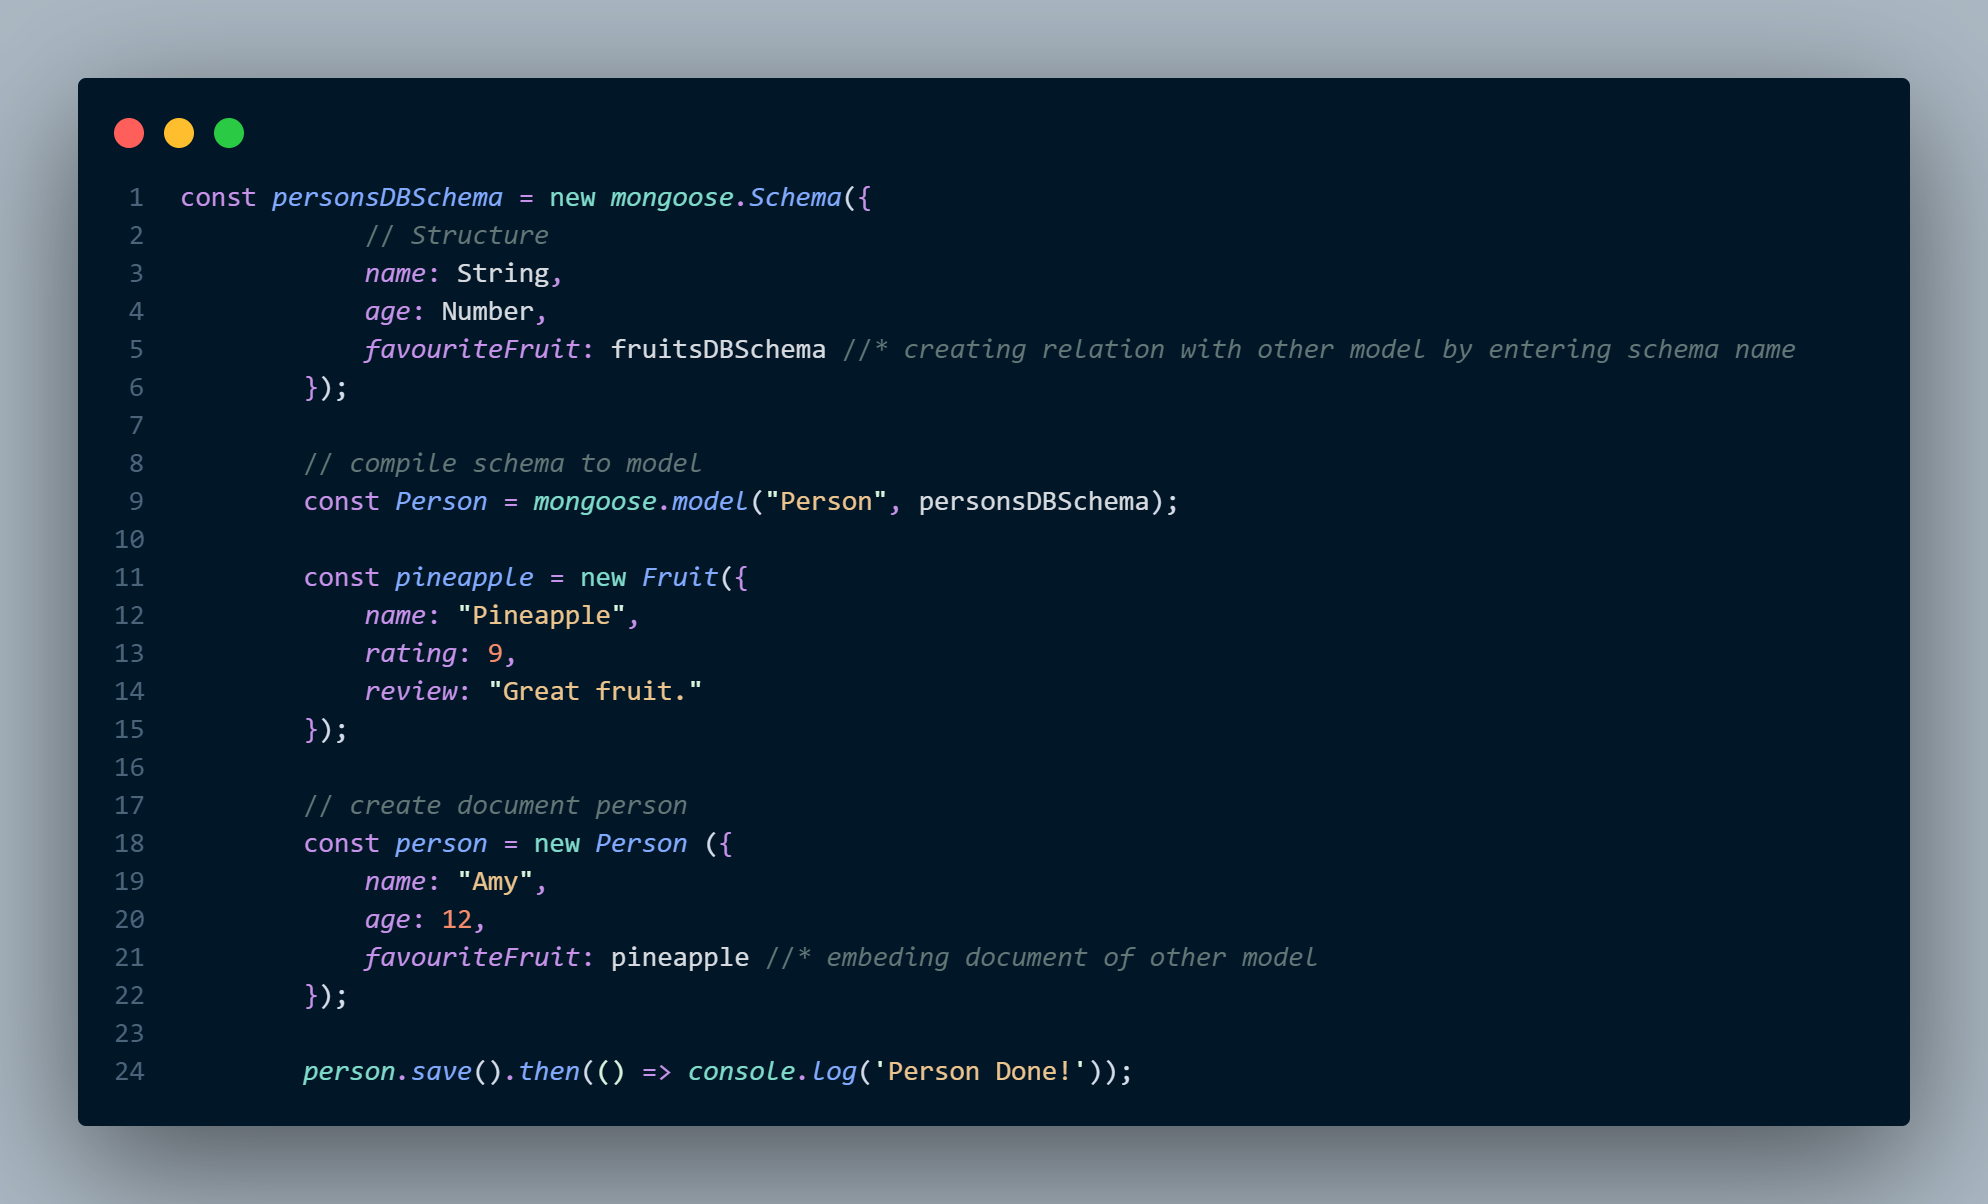 1 const personsDBSchema = new mongoose.Schema({
2             // Structure
3             name: String,
4             age: Number,
5             favouriteFruit: fruitsDBSchema //* creating relation with other model by entering schema name
6         });
7
8         // compile schema to model
9         const Person = mongoose.model("Person", personsDBSchema);
10
11         const pineapple = new Fruit({
12             name: "Pineapple",
13             rating: 9,
14             review: "Great fruit."
15         });
16
17         // create document person
18         const person = new Person ({
19             name: "Amy",
20             age: 12,
21             favouriteFruit: pineapple //* embeding document of other model
22         });
23
24         person.save().then(() => console.log('Person Done!'));